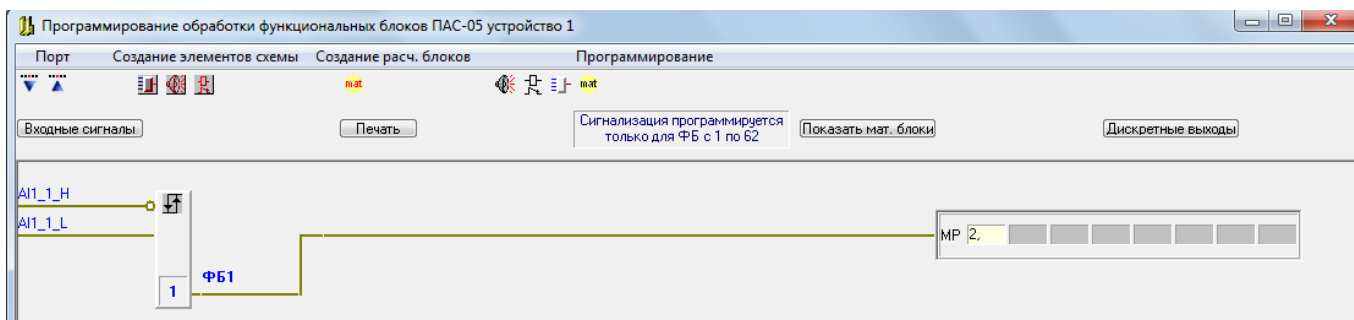 Программирование обработки функциональных блоков ПАС-05 устройство 1
Порт Создание элементов схемы Создание расч. блоков Программирование
mat mat
Входные сигналы Печать Сигнализация программируется только для ФБ с 1 по 62 Показать мат. блоки Дискретные выходы
AI1_1_H
AI1_1_L
МР 2,
ФБ1
1